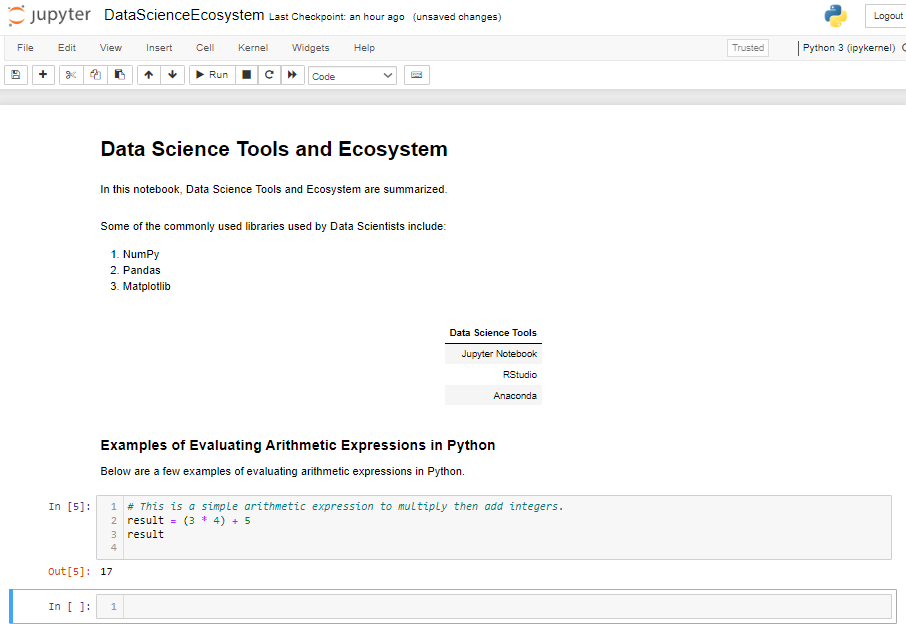 jupyter DataScienceEcosystem Last Checkpoint: an hour ago (unsaved changes) Logout
File Edit View Insert Cell Kernel Widgets Help Trusted Python 3 (ipykernel)
Run Code
Data Science Tools and Ecosystem
In this notebook, Data Science Tools and Ecosystem are summarized.
Some of the commonly used libraries used by Data Scientists include:
1. NumPy
2. Pandas
3. Matplotlib
Data Science Tools
Jupyter Notebook
RStudio
Anaconda
Examples of Evaluating Arithmetic Expressions in Python
Below are a few examples of evaluating arithmetic expressions in Python.
In [5]: 1 # This is a simple arithmetic expression to multiply then add integers.
2 result = (3 * 4) + 5
3 result
4
Out[5]: 17
In [ ]: 1